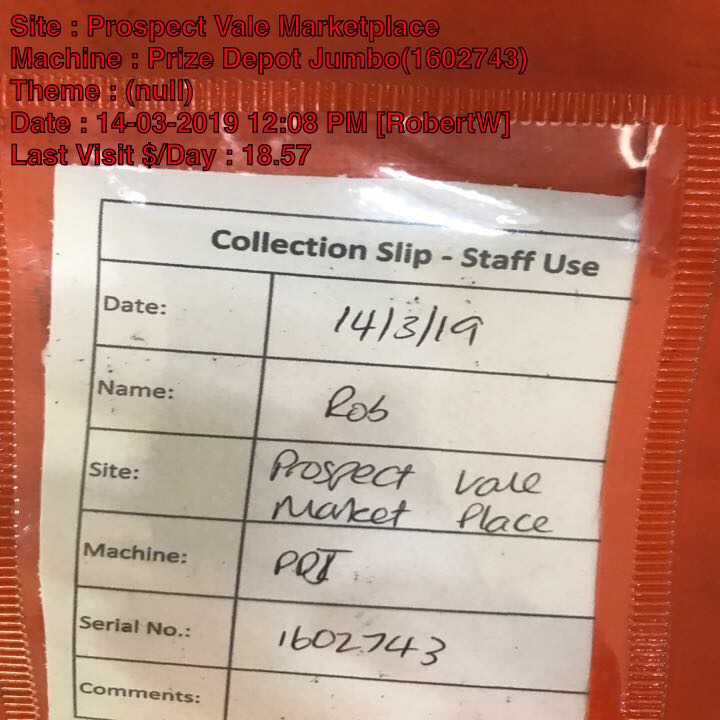 Site : Prospect Vale Marketplace
Machine : Prize Depot Jumbo(1602743)
Theme : (null)
Date : 14-03-2019 12:08 PM [RobertW]
Last Visit $/Day : 18.57
Collection Slip - Staff Use
Date: 14/3/19
Name: Rob
Site: Prospect Vale
Market Place
Machine:
Serial No.: 1602743
Comments: